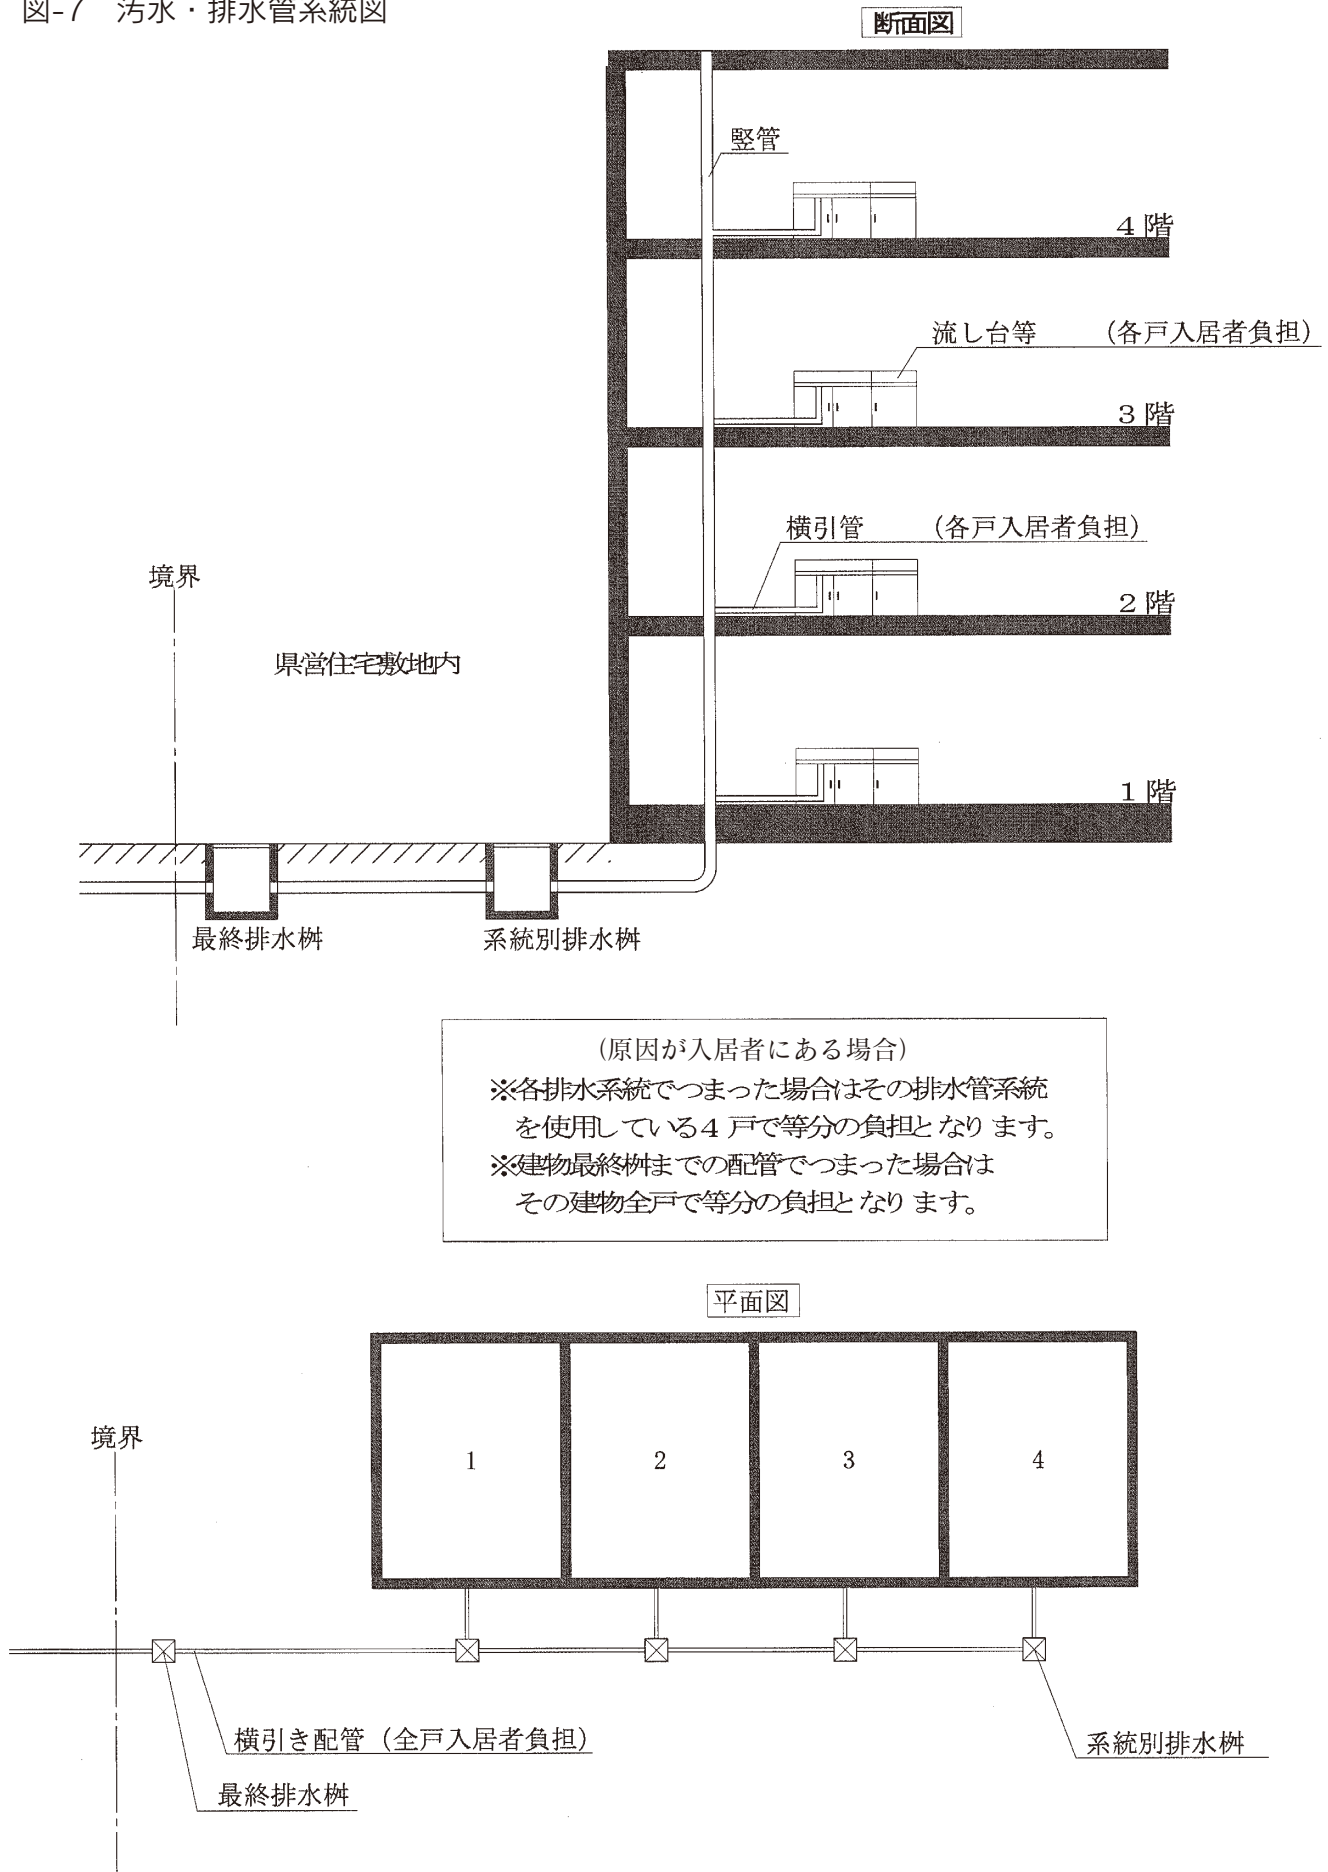 図-7　汚水・排水管系統図
断面図
竪管
4階
流し台等　　（各戸入居者負担）
3階
横引管　　（各戸入居者負担）
境界
2階
県営住宅敷地内
1階
最終排水桝
系統別排水桝
（原因が入居者にある場合）
※各排水系統でつまった場合はその排水管系統
を使用している4戸で等分の負担となります。
※建物最終桝までの配管でつまった場合は
その建物全戸で等分の負担となります。
平面図
境界
1
2
3
4
横引き配管（全戸入居者負担）
系統別排水桝
最終排水桝